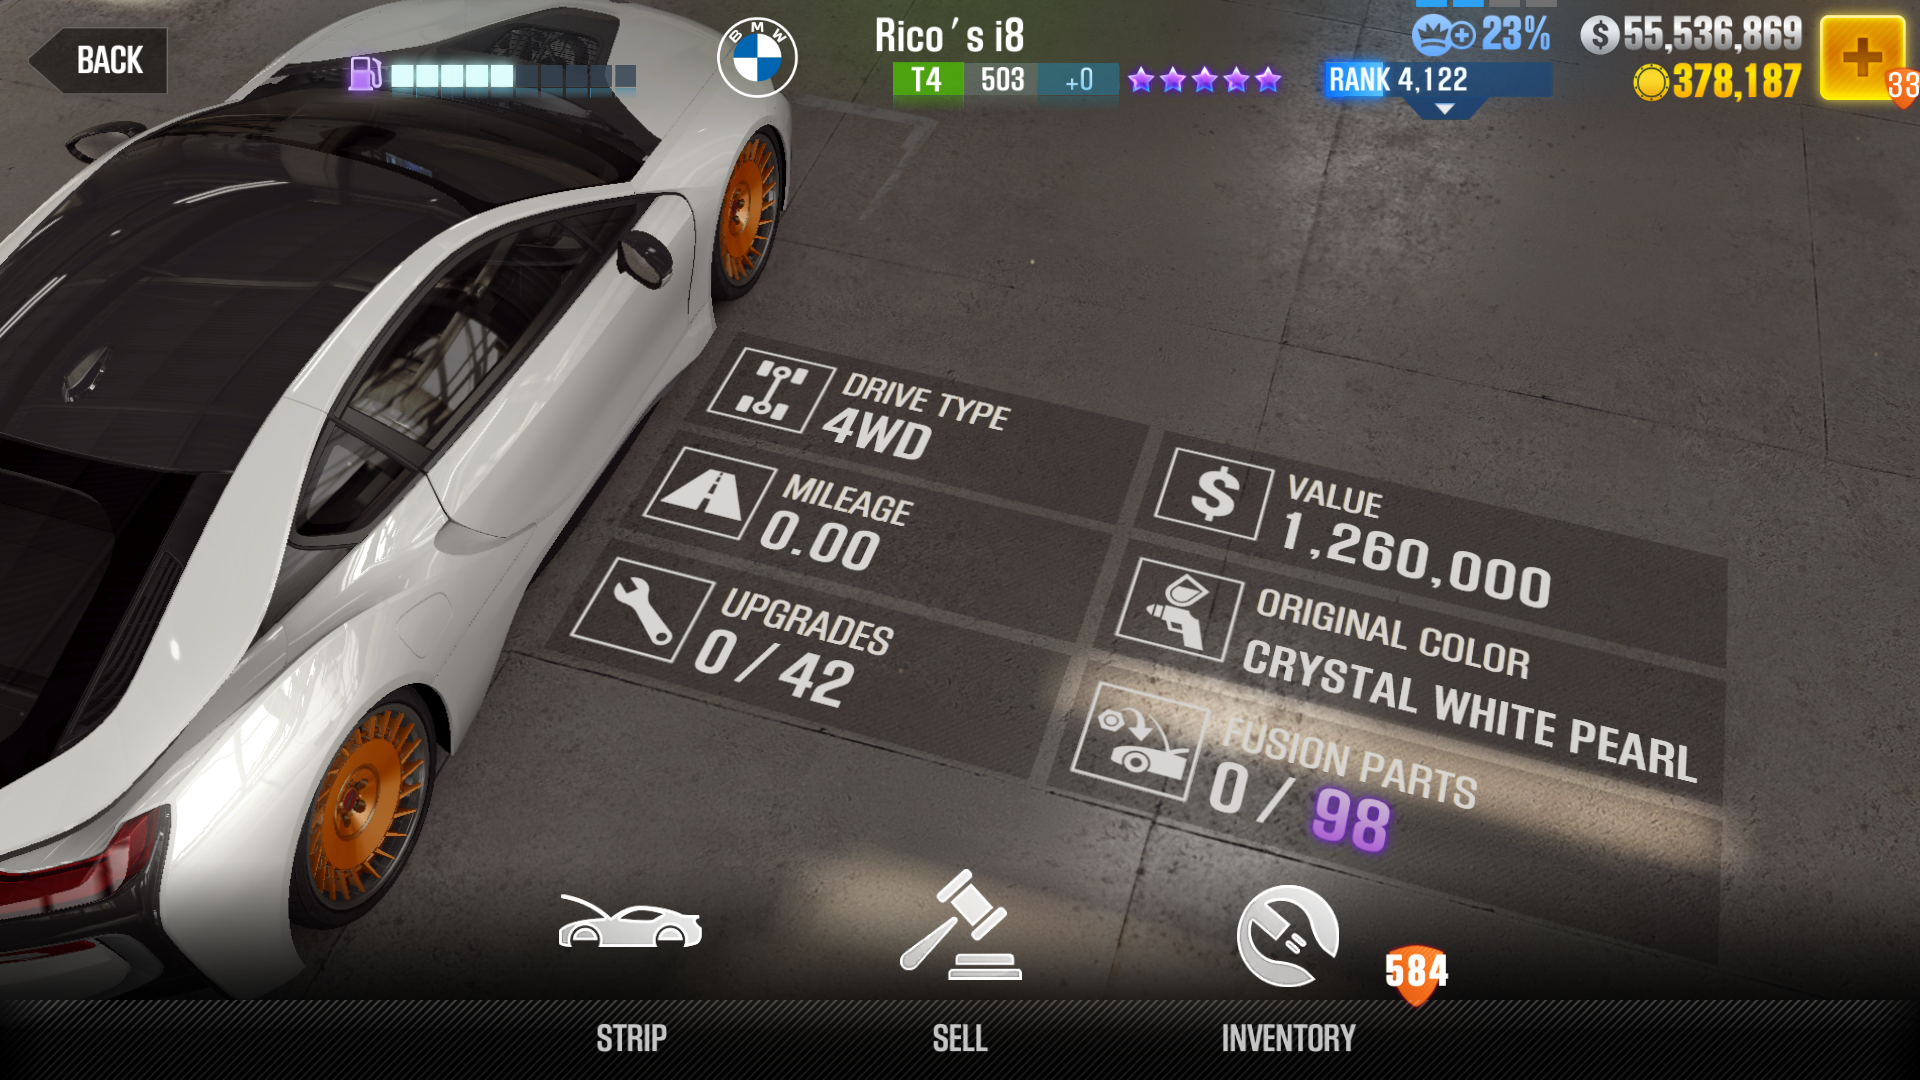 BACK
BMW
Rico's i8
T4 503 +0
23%
RANK 4,122
$ 55,536,869
378,187
33
DRIVE TYPE
4WD
MILEAGE
0.00
UPGRADES
0/42
$ VALUE
1,260,000
ORIGINAL COLOR
CRYSTAL WHITE PEARL
FUSION PARTS
0/98
584
STRIP
SELL
INVENTORY